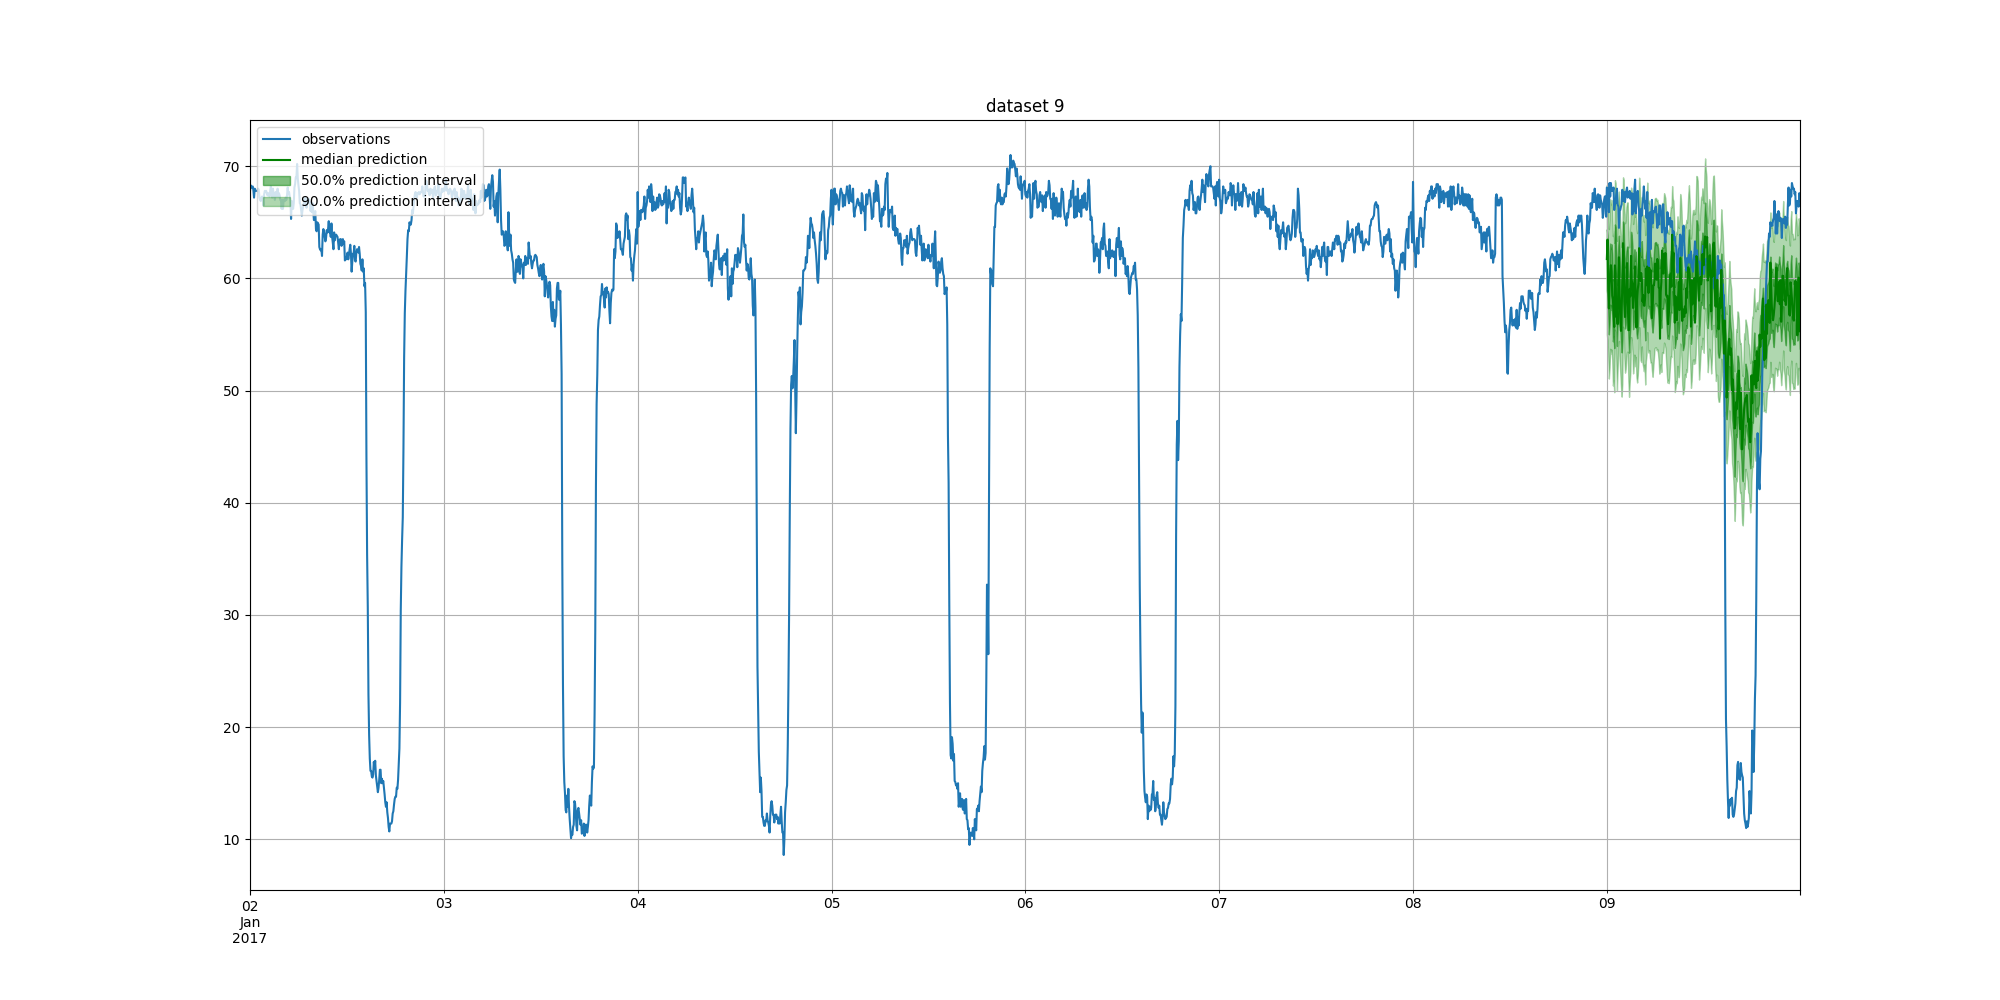 dataset 9
observations
median prediction
50.0% prediction interval
90.0% prediction interval
70
60
50
40
30
20
10
02 03 04 05 06 07 08 09
Jan
2017